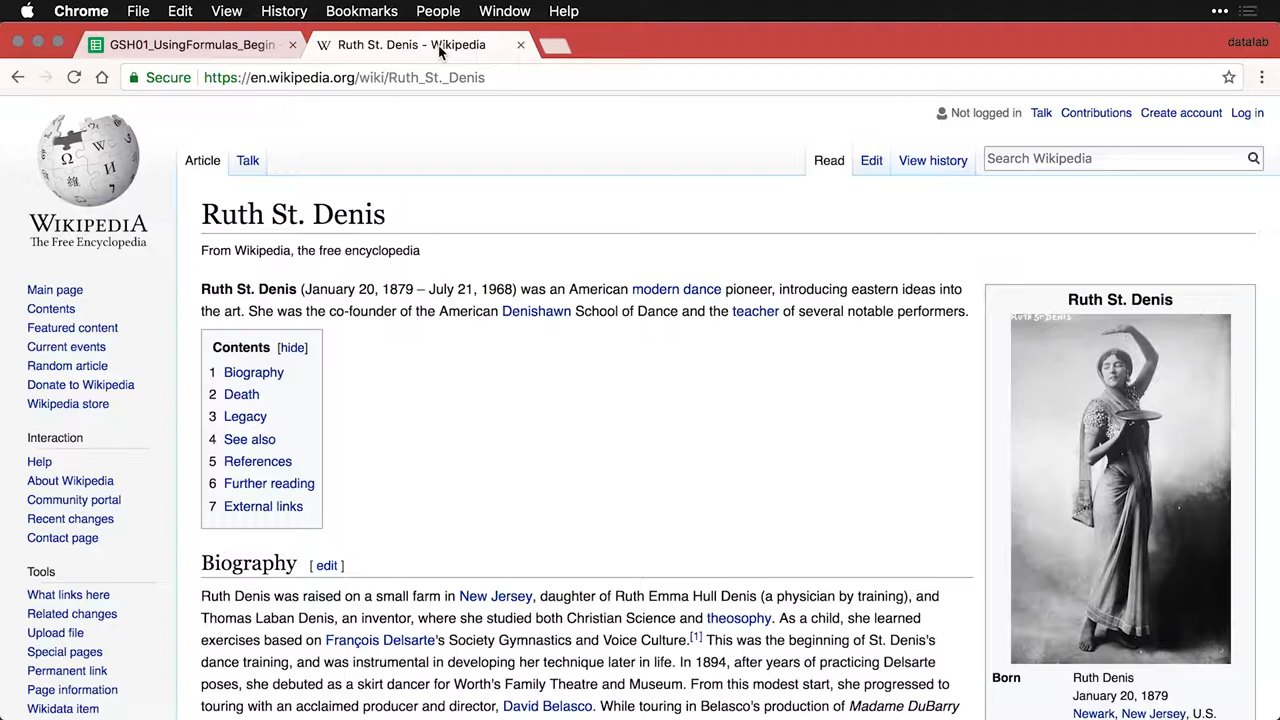 Chrome File Edit View History Bookmarks People Window Help
GSH01_UsingFormulas_Begin
W Ruth St. Denis - Wikipedia
datalab
Secure https://en.wikipedia.org/wiki/Ruth_St._Denis
Not logged in Talk Contributions Create account Log in
Article Talk Read Edit View history Search Wikipedia
WIKIPEDIA
The Free Encyclopedia
Main page
Contents
Featured content
Current events
Random article
Donate to Wikipedia
Wikipedia store
Interaction
Help
About Wikipedia
Community portal
Recent changes
Contact page
Tools
What links here
Related changes
Upload file
Special pages
Permanent link
Page information
Wikidata item
Ruth St. Denis
From Wikipedia, the free encyclopedia
Ruth St. Denis (January 20, 1879 – July 21, 1968) was an American modern dance pioneer, introducing eastern ideas into
the art. She was the co-founder of the American Denishawn School of Dance and the teacher of several notable performers.
Contents [hide]
1 Biography
2 Death
3 Legacy
4 See also
5 References
6 Further reading
7 External links
Biography [ edit ]
Ruth Denis was raised on a small farm in New Jersey, daughter of Ruth Emma Hull Denis (a physician by training), and
Thomas Laban Denis, an inventor, where she studied both Christian Science and theosophy. As a child, she learned
exercises based on François Delsarte's Society Gymnastics and Voice Culture.[1] This was the beginning of St. Denis's
dance training, and was instrumental in developing her technique later in life. In 1894, after years of practicing Delsarte
poses, she debuted as a skirt dancer for Worth's Family Theatre and Museum. From this modest start, she progressed to
touring with an acclaimed producer and director, David Belasco. While touring in Belasco's production of Madame DuBarry
Ruth St. Denis
RUTH ST DENIS
Born Ruth Denis
January 20, 1879
Newark, New Jersey, U.S.